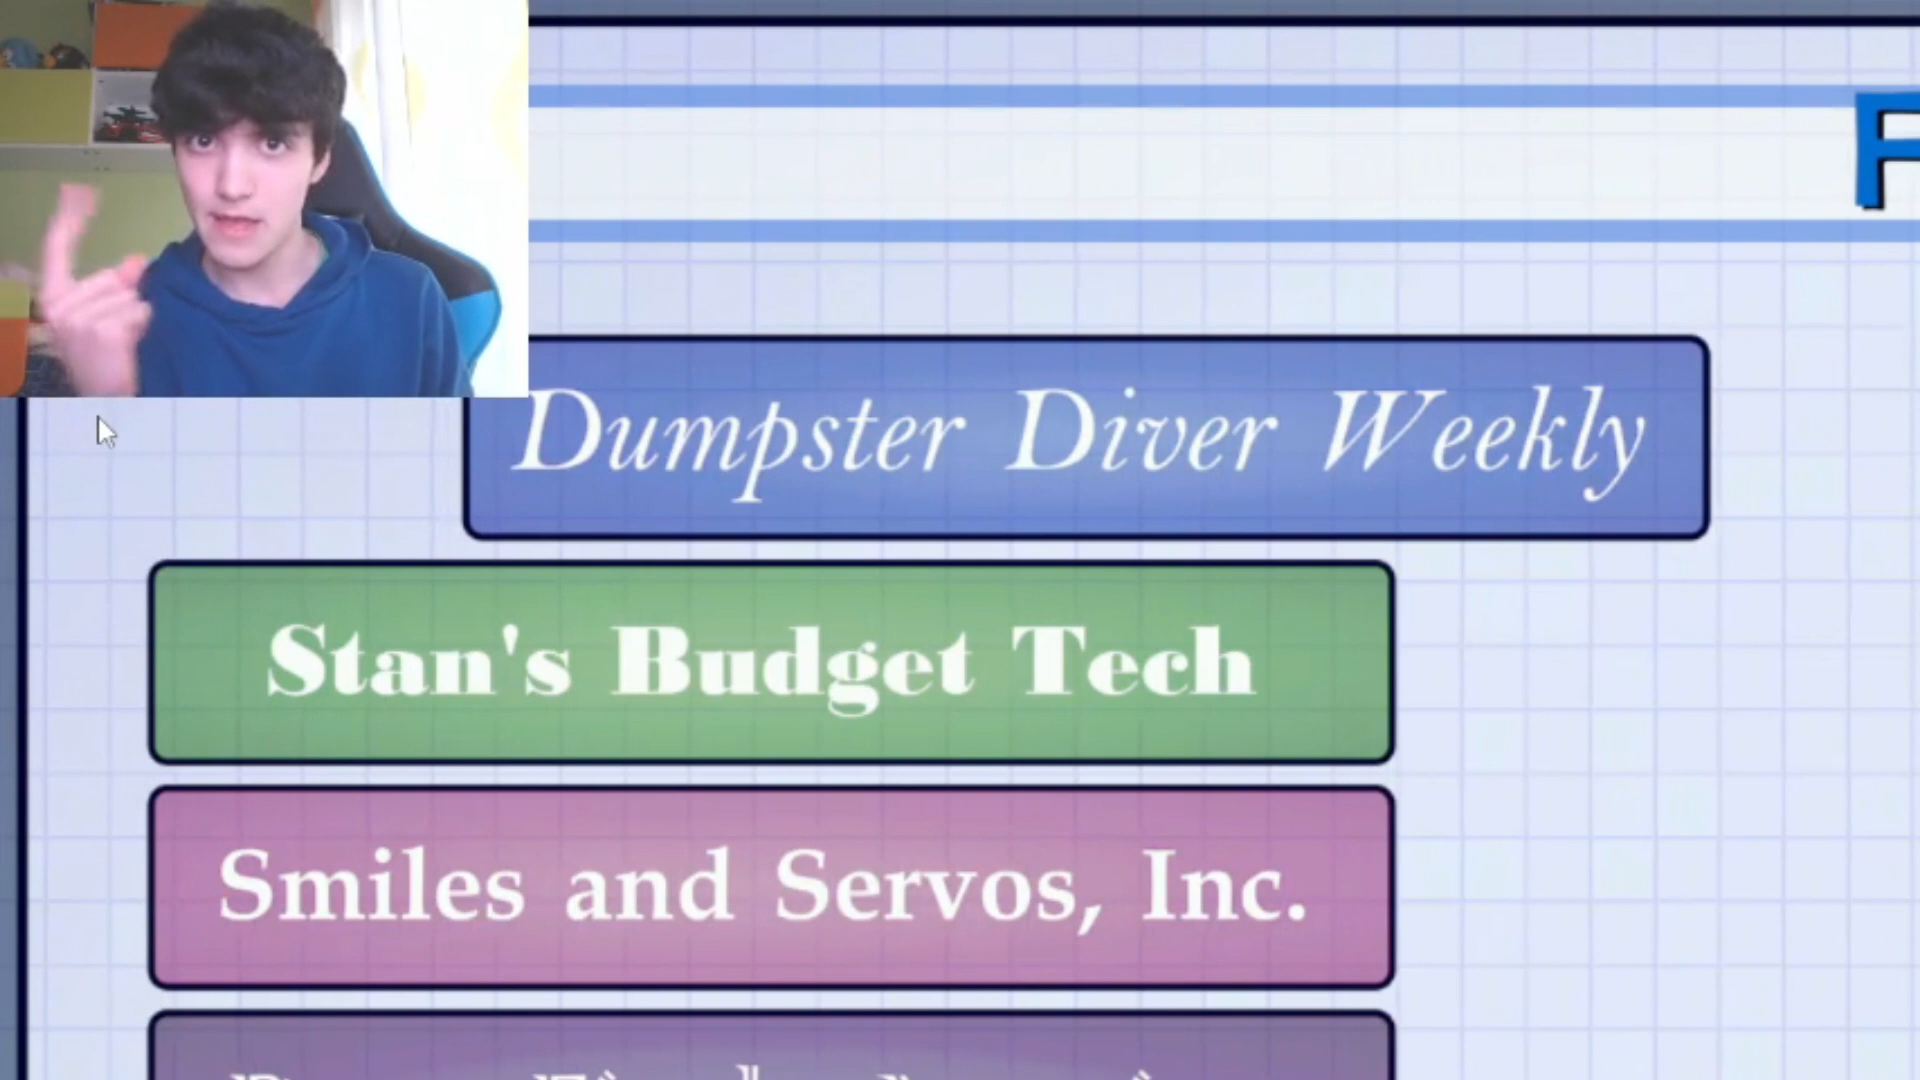 F
Dumpster Diver Weekly
Stan's Budget Tech
Smiles and Servos, Inc.